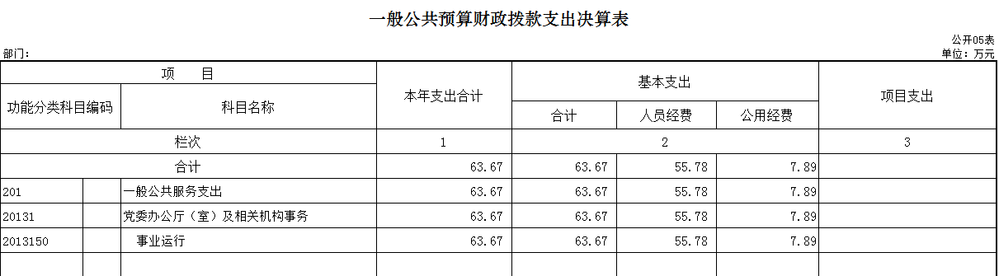 一般公共预算财政拨款支出决算表
公开05表
部门： 单位：万元
项 目 本年支出合计 基本支出 项目支出
功能分类科目编码 科目名称 合计 人员经费 公用经费
栏次 1 2 3
合计 63.67 63.67 55.78 7.89
201 一般公共服务支出 63.67 63.67 55.78 7.89
20131 党委办公厅（室）及相关机构事务 63.67 63.67 55.78 7.89
2013150 事业运行 63.67 63.67 55.78 7.89